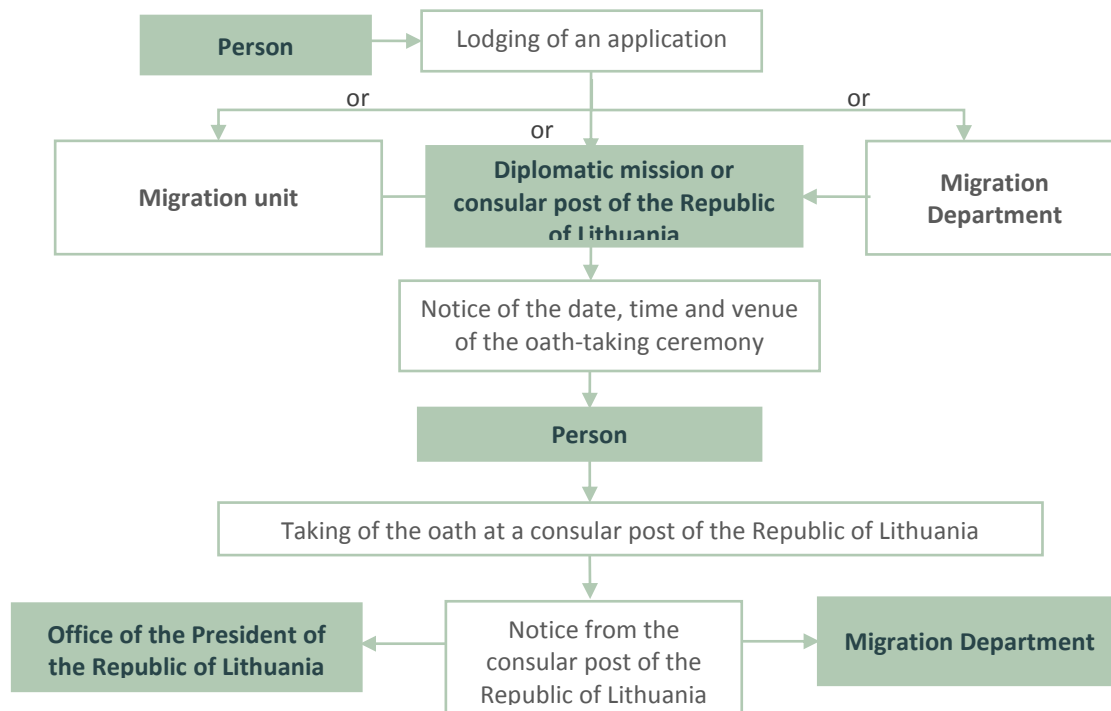 Person
Lodging of an application
or
or
or
Migration unit
Diplomatic mission or
consular post of the Republic
of Lithuania
Migration
Department
Notice of the date, time and venue
of the oath-taking ceremony
Person
Taking of the oath at a consular post of the Republic of Lithuania
Office of the President of
the Republic of Lithuania
Notice from the
consular post of the
Republic of Lithuania
Migration Department